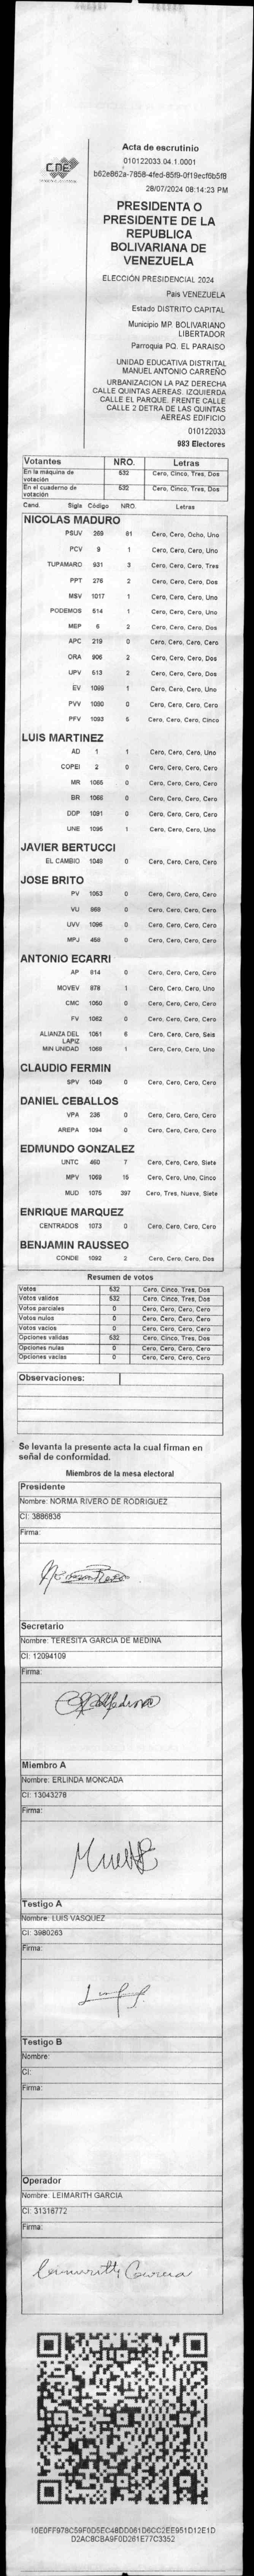 CNE
Acta de escrutinio
010122033.04.1.0001
b62e862a-7858-4fed-85f9-0f19ecf6b5f8
28/07/2024 08:14:23 PM
PRESIDENTA O
PRESIDENTE DE LA
REPUBLICA
BOLIVARIANA DE
VENEZUELA
ELECCIÓN PRESIDENCIAL 2024
Pais VENEZUELA
Estado DISTRITO CAPITAL
Municipio MP. BOLIVARIANO
LIBERTADOR
Parroquia PQ. EL PARAISO
UNIDAD EDUCATIVA DISTRITAL
MANUEL ANTONIO CARREÑO
URBANIZACION LA PAZ DERECHA
CALLE QUINTAS AEREAS. IZQUIERDA
CALLE EL PARQUE. FRENTE CALLE
CALLE 2 DETRA DE LAS QUINTAS
AEREAS EDIFICIO
010122033
983 Electores
Votantes NRO. Letras
En la máquina de votación 532 Cero, Cinco, Tres, Dos
En el cuaderno de votación 532 Cero, Cinco, Tres, Dos
Cand. Sigla Código NRO. Letras
NICOLAS MADURO
PSUV 269 81 Cero, Cero, Ocho, Uno
PCV 9 1 Cero, Cero, Cero, Uno
TUPAMARO 931 3 Cero, Cero, Cero, Tres
PPT 276 2 Cero, Cero, Cero, Dos
MSV 1017 1 Cero, Cero, Cero, Uno
PODEMOS 514 1 Cero, Cero, Cero, Uno
MEP 6 2 Cero, Cero, Cero, Dos
APC 219 0 Cero, Cero, Cero, Cero
ORA 906 2 Cero, Cero, Cero, Dos
UPV 513 2 Cero, Cero, Cero, Dos
EV 1099 1 Cero, Cero, Cero, Uno
PVV 1090 0 Cero, Cero, Cero, Cero
PFV 1093 5 Cero, Cero, Cero, Cinco
LUIS MARTINEZ
AD 1 1 Cero, Cero, Cero, Uno
COPEI 2 0 Cero, Cero, Cero, Cero
MR 1065 0 Cero, Cero, Cero, Cero
BR 1066 0 Cero, Cero, Cero, Cero
DDP 1091 0 Cero, Cero, Cero, Cero
UNE 1095 1 Cero, Cero, Cero, Uno
JAVIER BERTUCCI
EL CAMBIO 1049 0 Cero, Cero, Cero, Cero
JOSE BRITO
PV 1053 0 Cero, Cero, Cero, Cero
VU 969 0 Cero, Cero, Cero, Cero
UVV 1096 0 Cero, Cero, Cero, Cero
MPJ 458 0 Cero, Cero, Cero, Cero
ANTONIO ECARRI
AP 814 0 Cero, Cero, Cero, Cero
MOVEV 878 1 Cero, Cero, Cero, Uno
CMC 1050 0 Cero, Cero, Cero, Cero
FV 1062 0 Cero, Cero, Cero, Cero
ALIANZA DEL LAPIZ 1051 6 Cero, Cero, Cero, Seis
MIN UNIDAD 1068 1 Cero, Cero, Cero, Uno
CLAUDIO FERMIN
SPV 1049 0 Cero, Cero, Cero, Cero
DANIEL CEBALLOS
VPA 236 0 Cero, Cero, Cero, Cero
AREPA 1094 0 Cero, Cero, Cero, Cero
EDMUNDO GONZALEZ
UNTC 460 7 Cero, Cero, Cero, Siete
MPV 1069 15 Cero, Cero, Uno, Cinco
MUD 1075 397 Cero, Tres, Nueve, Siete
ENRIQUE MARQUEZ
CENTRADOS 1073 0 Cero, Cero, Cero, Cero
BENJAMIN RAUSSEO
CONDE 1092 2 Cero, Cero, Cero, Dos
Resumen de votos
Votos 532 Cero, Cinco, Tres, Dos
Votos válidos 532 Cero, Cinco, Tres, Dos
Votos parciales 0 Cero, Cero, Cero, Cero
Votos nulos 0 Cero, Cero, Cero, Cero
Votos vacios 0 Cero, Cero, Cero, Cero
Opciones válidas 532 Cero, Cinco, Tres, Dos
Opciones nulas 0 Cero, Cero, Cero, Cero
Opciones vacias 0 Cero, Cero, Cero, Cero
Observaciones:
Se levanta la presente acta la cual firman en
señal de conformidad.
Miembros de la mesa electoral
Presidente
Nombre: NORMA RIVERO DE RODRIGUEZ
CI: 3886836
Firma:
Secretario
Nombre: TERESITA GARCIA DE MEDINA
CI: 12094109
Firma:
Miembro A
Nombre: ERLINDA MONCADA
CI: 13043278
Firma:
Testigo A
Nombre: LUIS VASQUEZ
CI: 3980263
Firma:
Testigo B
Nombre:
CI:
Firma:
Operador
Nombre: LEIMARITH GARCIA
CI: 31316772
Firma:
Leimarith Garcia
10E0FF978C59F0D5EC48DD061D6CC2EE951D12E1D
D2AC8CBA9F0D261E77C3352